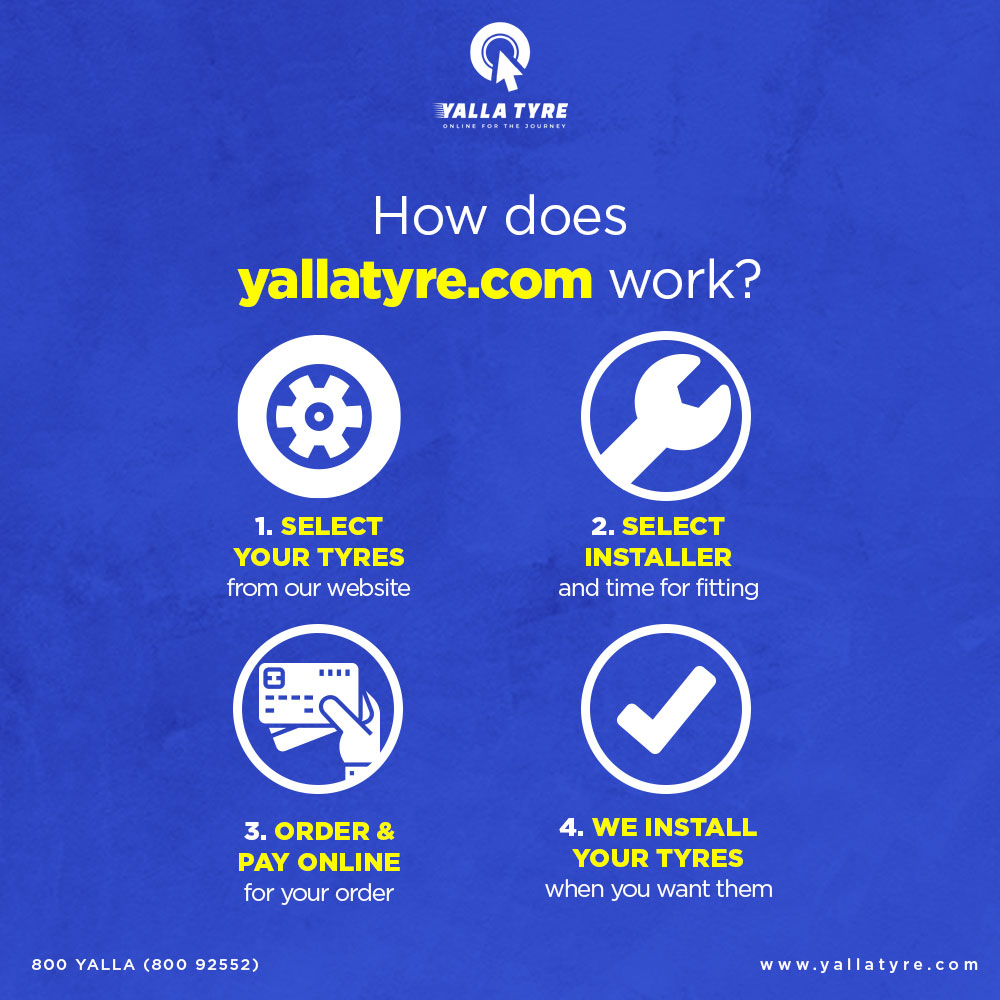 YALLA TYRE
ONLINE FOR THE JOURNEY
How does
yallatyre.com work?
1. SELECT
YOUR TYRES
from our website
2. SELECT
INSTALLER
and time for fitting
3. ORDER &
PAY ONLINE
for your order
4. WE INSTALL
YOUR TYRES
when you want them
800 YALLA (800 92552)
www.yallatyre.com